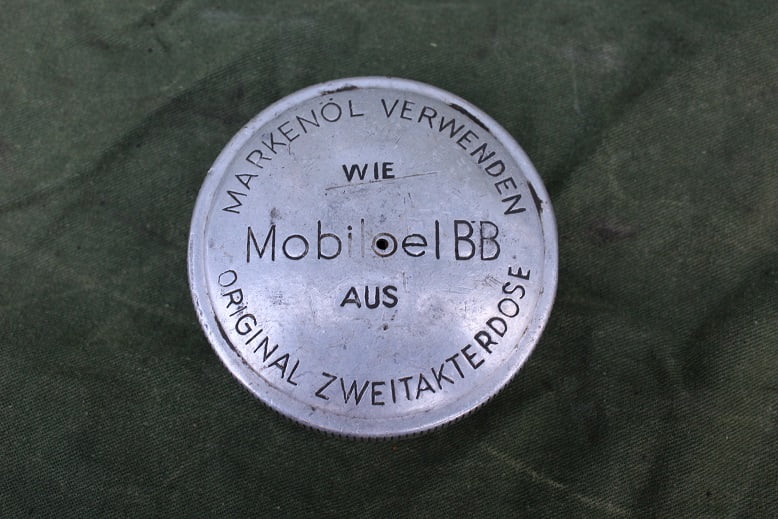 MARKENÖL VERWENDEN
WIE
Mobiloel BB
AUS
ORIGINAL ZWEITAKTERDOSE